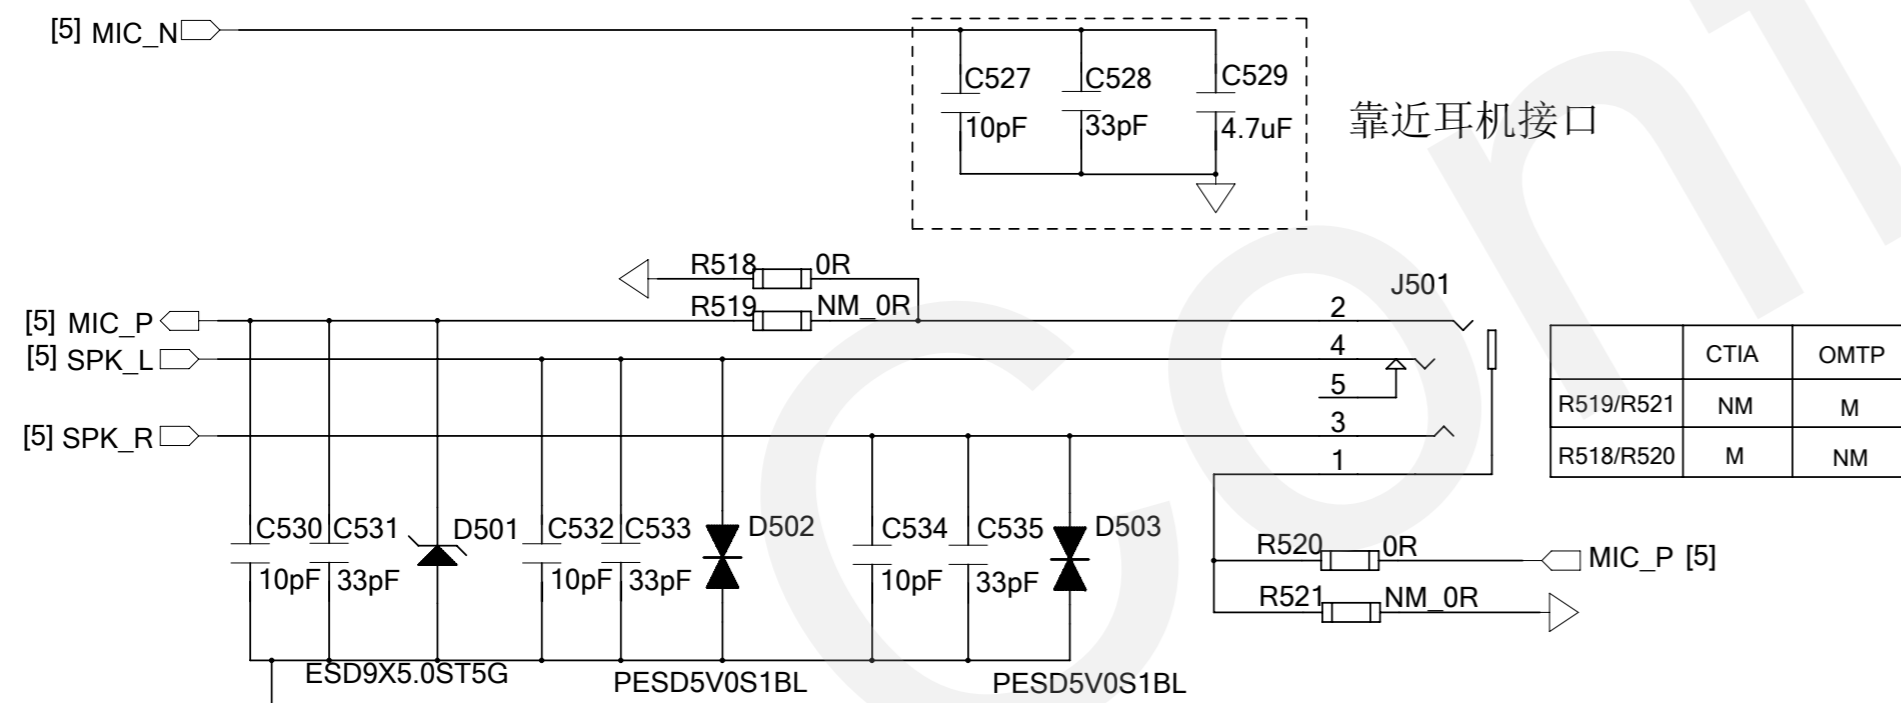 [5] MIC_N
C527
C528
C529
10pF
33pF
4.7uF
靠近耳机接口
R518
0R
R519
NM_0R
J501
[5] MIC_P
2
[5] SPK_L
4
5
[5] SPK_R
3
1
CTIA
OMTP
R519/R521
NM
M
R518/R520
M
NM
C530
C531
D501
C532
C533
D502
C534
C535
D503
10pF
33pF
10pF
33pF
10pF
33pF
R520
0R
MIC_P [5]
R521
NM_0R
ESD9X5.0ST5G
PESD5V0S1BL
PESD5V0S1BL